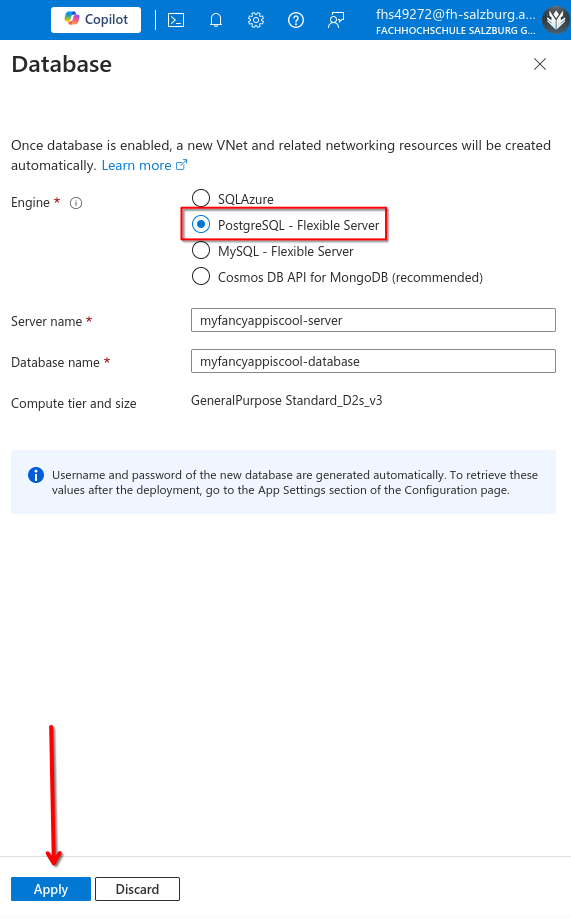 Copilot
fhs49272@fh-salzburg.a...
FACHHOCHSCHULE SALZBURG G...
Database
Once database is enabled, a new VNet and related networking resources will be created
automatically. Learn more
Engine *
SQLAzure
PostgreSQL - Flexible Server
MySQL - Flexible Server
Cosmos DB API for MongoDB (recommended)
Server name *
myfancyappiscool-server
Database name *
myfancyappiscool-database
Compute tier and size
GeneralPurpose Standard_D2s_v3
Username and password of the new database are generated automatically. To retrieve these
values after the deployment, go to the App Settings section of the Configuration page.
Apply
Discard